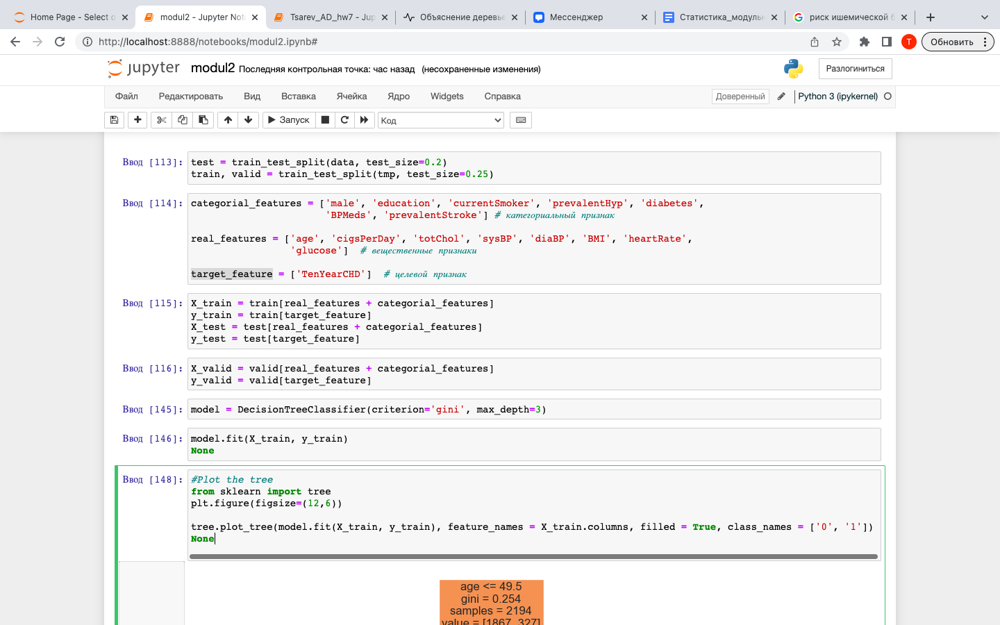 Home Page - Select o
modul2 - Jupyter Not
Tsarev_AD_hw7 - Jup
Объяснение деревье
Мессенджер
Статистика_модульн
риск ишемической б
http://localhost:8888/notebooks/modul2.ipynb#
T
Обновить
jupyter
modul2 Последняя контрольная точка: час назад (несохраненные изменения)
Разлогиниться
Файл
Редактировать
Вид
Вставка
Ячейка
Ядро
Widgets
Справка
Доверенный
Python 3 (ipykernel)
Запуск
Код
Ввод [113]:
test = train_test_split(data, test_size=0.2)
train, valid = train_test_split(tmp, test_size=0.25)
Ввод [114]:
categorial_features = ['male', 'education', 'currentSmoker', 'prevalentHyp', 'diabetes',
'BPMeds', 'prevalentStroke'] # категориальный признак
real_features = ['age', 'cigsPerDay', 'totChol', 'sysBP', 'diaBP', 'BMI', 'heartRate',
'glucose']  # вещественные признаки
target_feature = ['TenYearCHD']  # целевой признак
Ввод [115]:
X_train = train[real_features + categorial_features]
y_train = train[target_feature]
X_test = test[real_features + categorial_features]
y_test = test[target_feature]
Ввод [116]:
X_valid = valid[real_features + categorial_features]
y_valid = valid[target_feature]
Ввод [145]:
model = DecisionTreeClassifier(criterion='gini', max_depth=3)
Ввод [146]:
model.fit(X_train, y_train)
None
Ввод [148]:
#Plot the tree
from sklearn import tree
plt.figure(figsize=(12,6))
tree.plot_tree(model.fit(X_train, y_train), feature_names = X_train.columns, filled = True, class_names = ['0', '1'])
None
age <= 49.5
gini = 0.254
samples = 2194
value = [1867, 327]